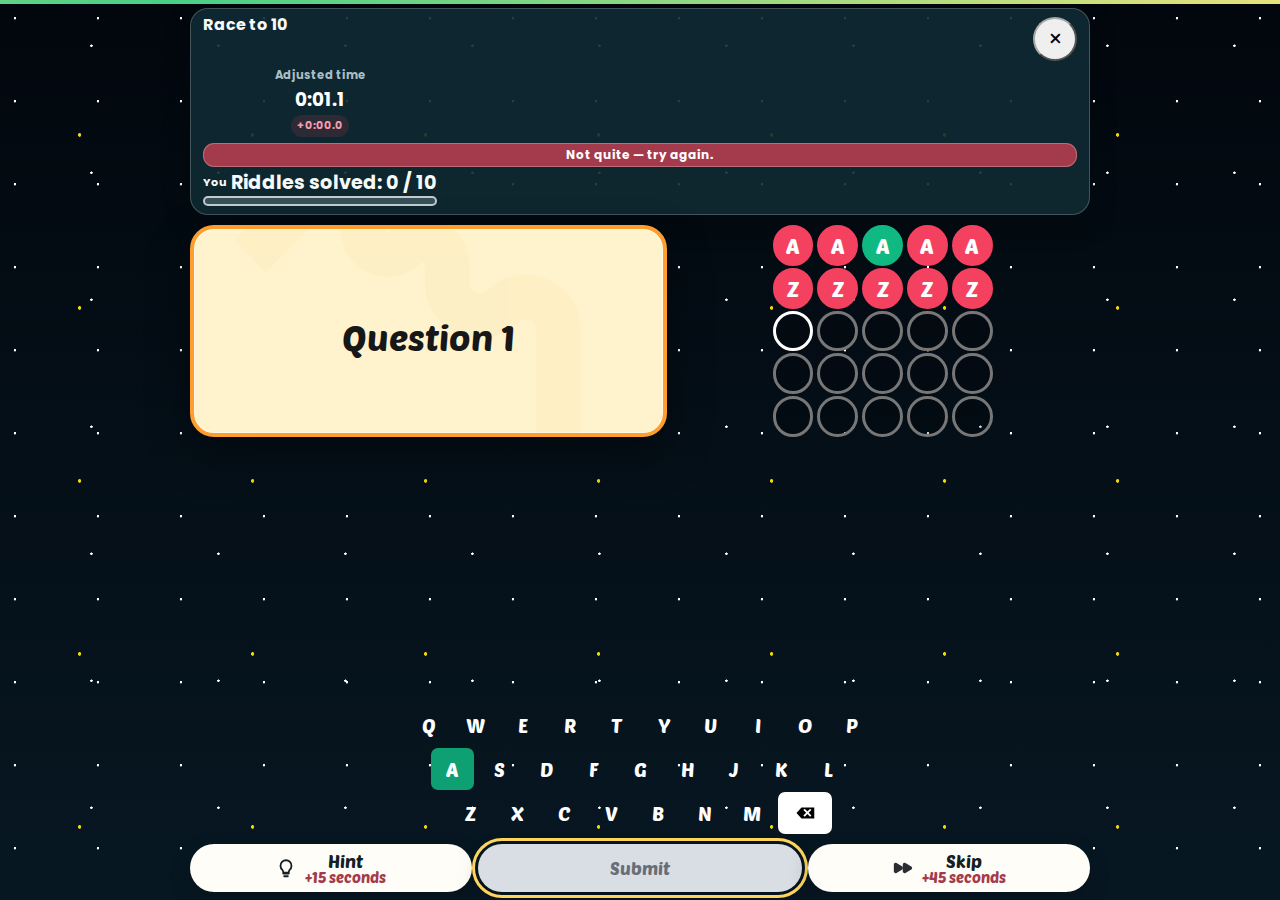 Race to 10
×
Adjusted time
0:01.1
+0:00.0
Not quite — try again.
You Riddles solved: 0 / 10
Question 1
A A A A A
Z Z Z Z Z
Q W E R T Y U I O P
A S D F G H J K L
Z X C V B N M
Hint
+15 seconds
Submit
Skip
+45 seconds